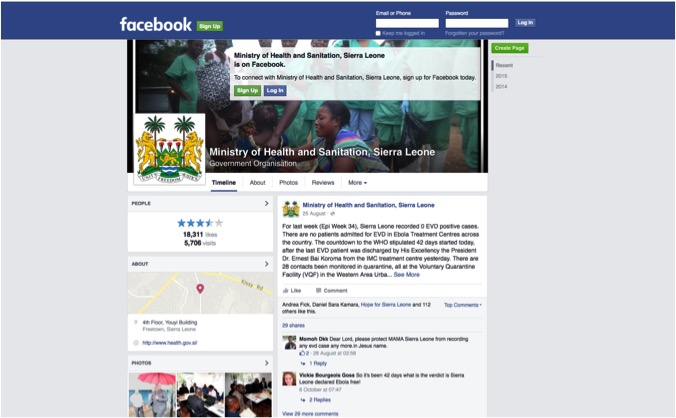 facebook
Sign Up
Email or Phone
Password
Log In
Keep me logged in
Forgotten your password?
Create Page
Recent
2015
2014
Ministry of Health and Sanitation, Sierra Leone
is on Facebook.
To connect with Ministry of Health and Sanitation, Sierra Leone, sign up for Facebook today.
Sign Up
Log In
Ministry of Health and Sanitation, Sierra Leone
Government Organisation
Timeline
About
Photos
Reviews
More
PEOPLE
18,311 likes
5,706 visits
ABOUT
Kissy Rd
4th Floor, Youyi Building
Freetown, Sierra Leone
http://www.health.gov.sl/
PHOTOS
Ministry of Health and Sanitation, Sierra Leone
25 August ·
For last week (Epi Week 34), Sierra Leone recorded 0 EVD positive cases.
There are no patients admitted for EVD in Ebola Treatment Centres across
the country. The countdown to the WHO stipulated 42 days started today,
after the last EVD patient was discharged by His Excellency the President
Dr. Ernest Bai Koroma from the IMC treatment centre yesterday. There are
28 contacts been monitored in quarantine, all at the Voluntary Quarantine
Facility (VQF) in the Western Area Urba... See More
Like
Comment
Andrea Fick, Daniel Sara Kamara, Hope for Sierra Leone and 112
others like this.
Top Comments
29 shares
Momoh Dkk Dear Lord, please protect MAMA Sierra Leone from recording
any evd case any more.in Jesus name.
2 · 26 August at 03:58
1 Reply
Vickie Bourgeois Goss So it's been 42 days what is the verdict is Sierra
Leone declared Ebola free!
6 October at 07:47
2 Replies
View 26 more comments